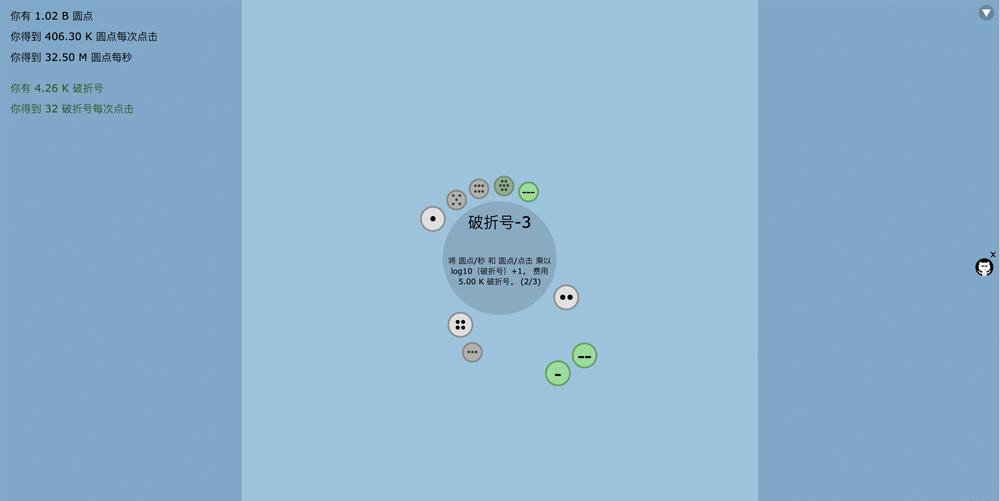 你有 1.02 B 圆点
你得到 406.30 K 圆点每次点击
你得到 32.50 M 圆点每秒
你有 4.26 K 破折号
你得到 32 破折号每次点击
破折号-3
将 圆点/秒 和 圆点/点击 乘以
log10（破折号）+1。 费用
5.00 K 破折号。 (2/3)
x